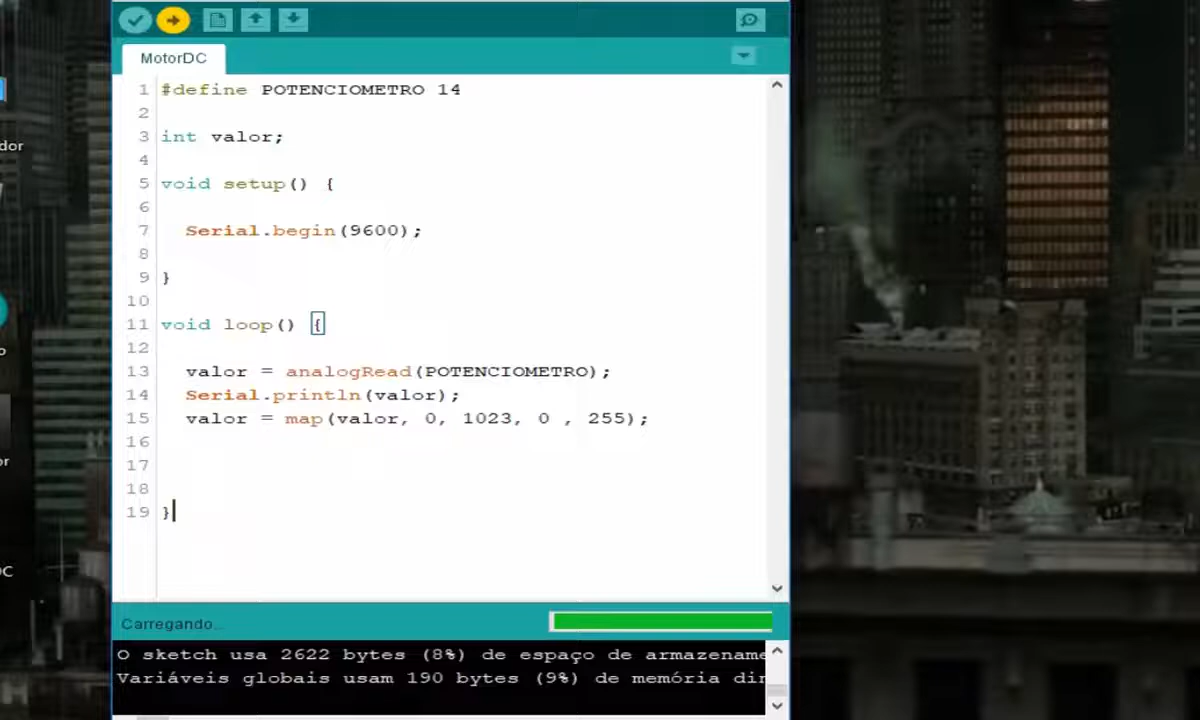 MotorDC
1 #define POTENCIOMETRO 14
2
3 int valor;
4
5 void setup() {
6
7 Serial.begin(9600);
8
9 }
10
11 void loop() {
12
13 valor = analogRead(POTENCIOMETRO);
14 Serial.println(valor);
15 valor = map(valor, 0, 1023, 0 , 255);
16
17
18
19 }
Carregando...
O sketch usa 2622 bytes (8%) de espaço de armazename
Variáveis globais usam 190 bytes (9%) de memória din